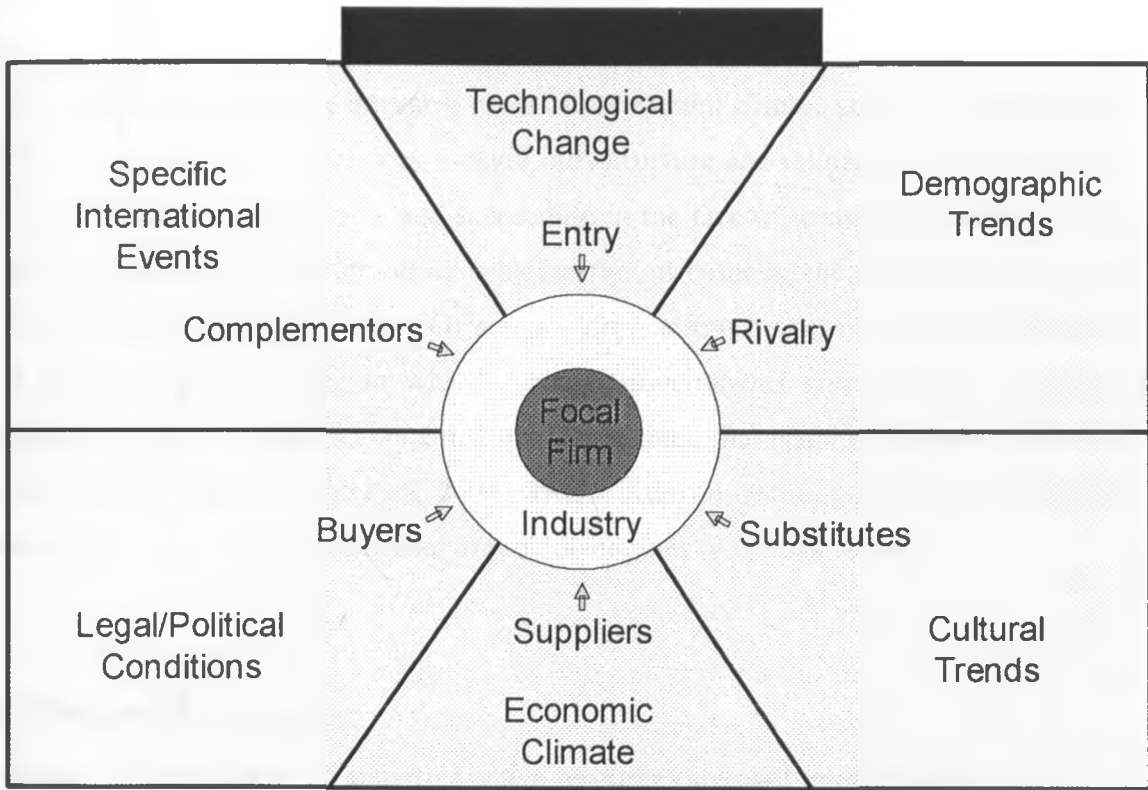 Technological
Change
Specific
International
Events
Demographic
Trends
Entry
Complementors
Rivalry
Focal
Firm
Industry
Buyers
Substitutes
Suppliers
Legal/Political
Conditions
Cultural
Trends
Economic
Climate